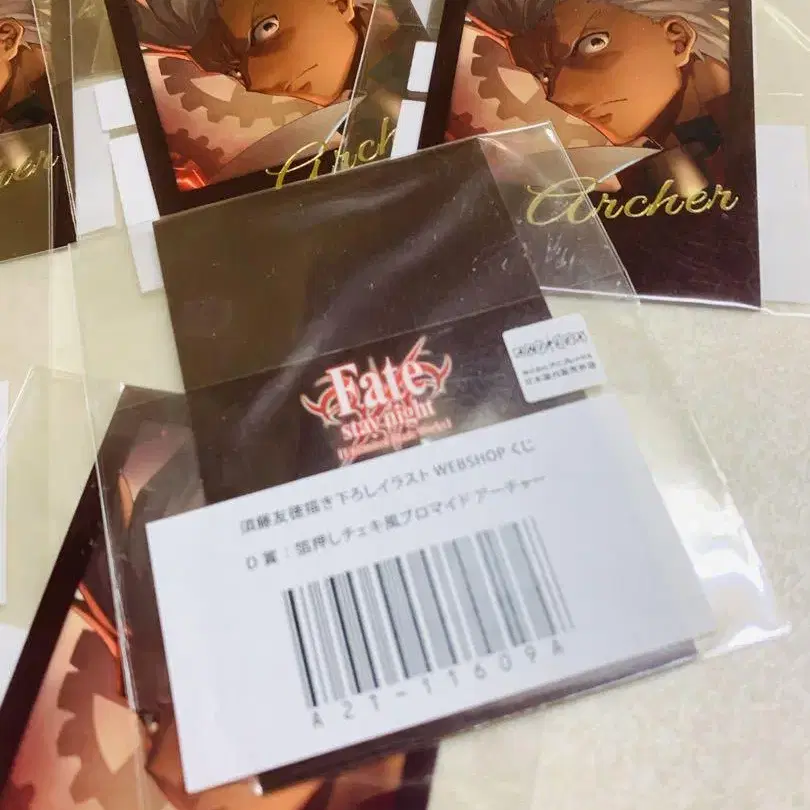 Archer
Archer
Fate
stay night
須藤友徳描き下ろしイラスト WEBSHOP くじ
D 賞：箔押しチェキ風ブロマイド アーチャー
A21-11609A